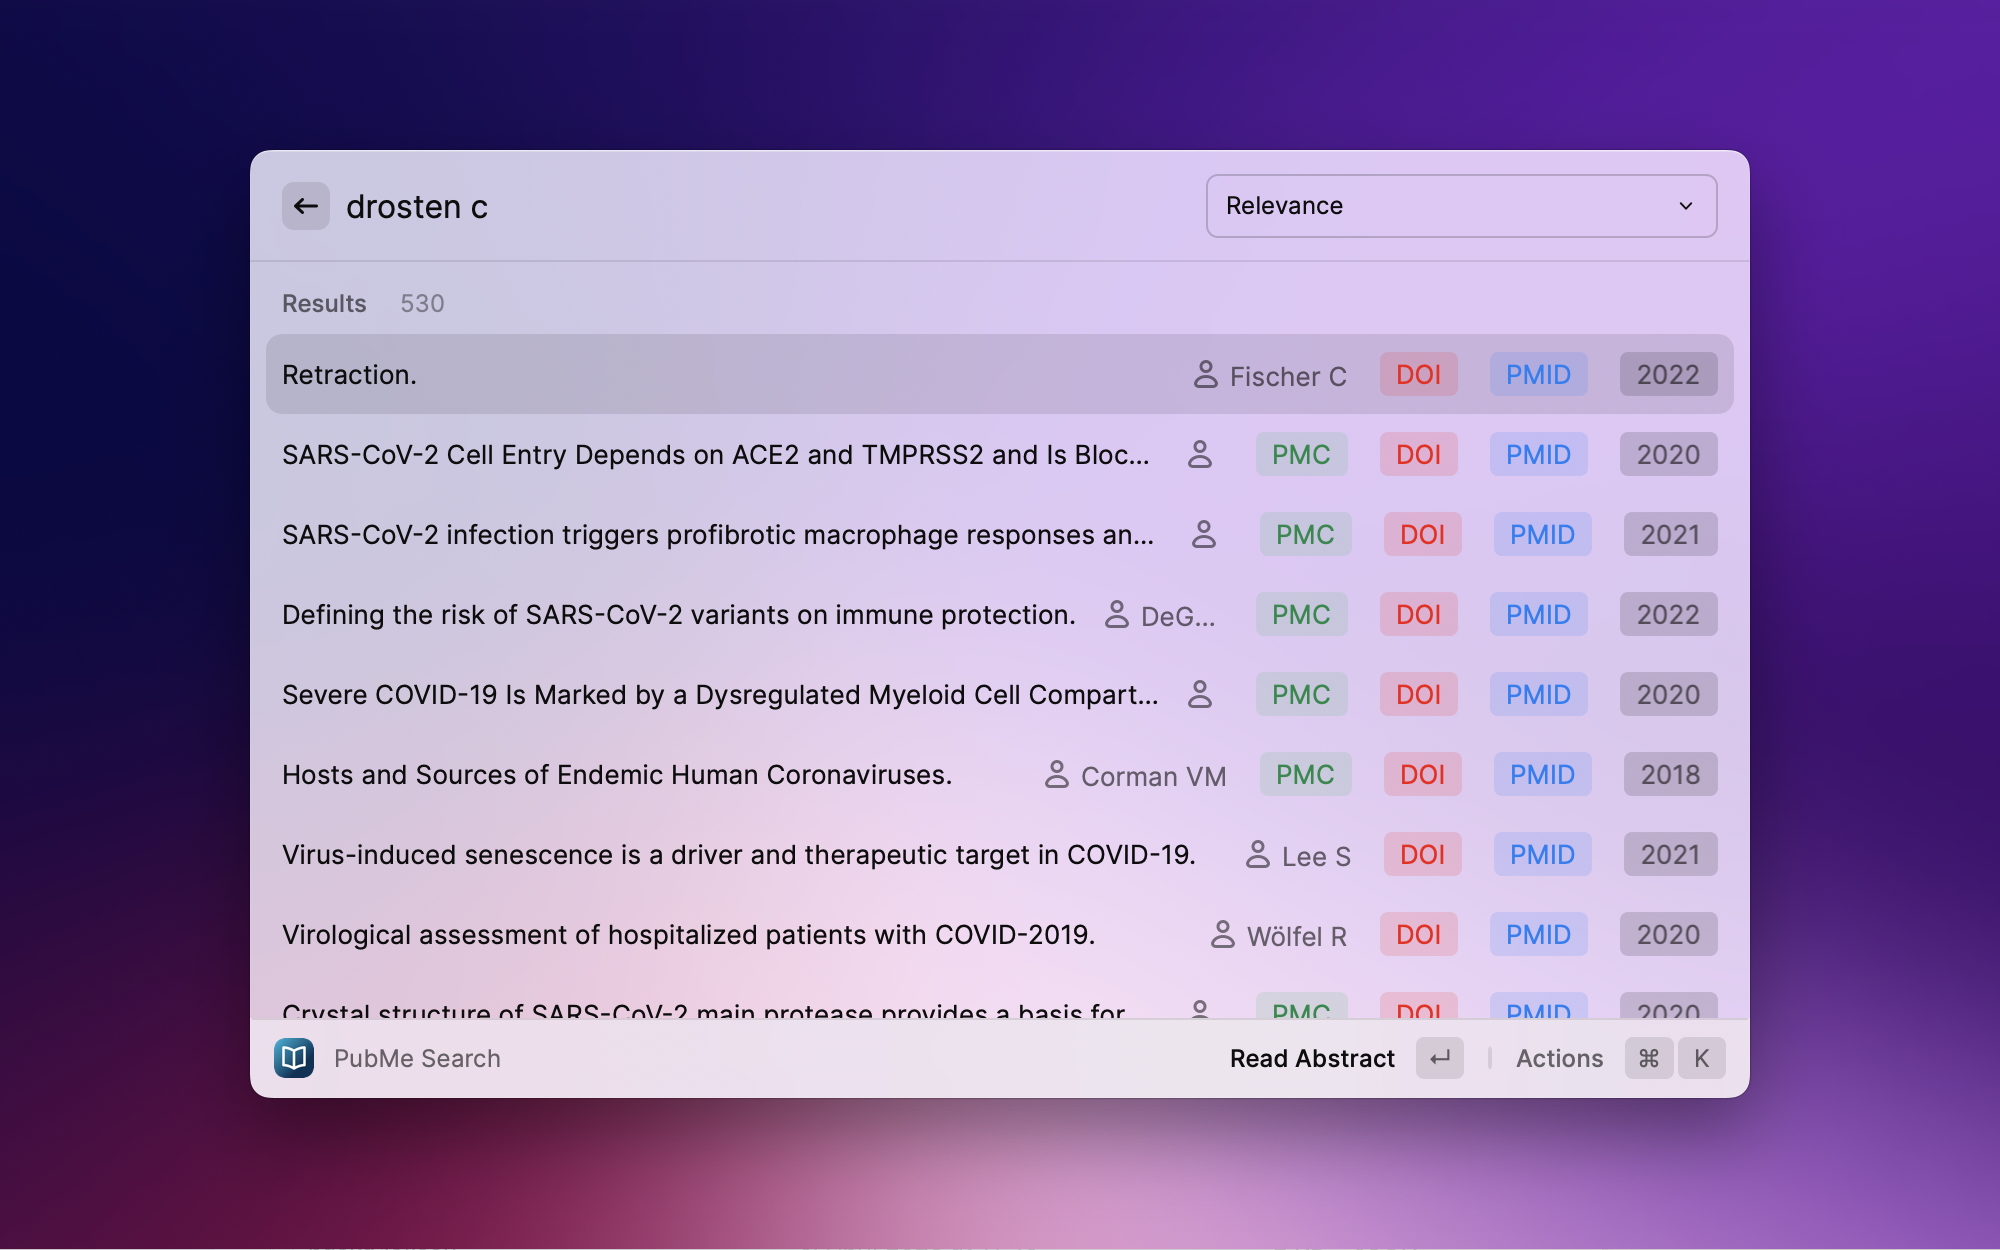 drosten c Relevance
Results 530
Retraction. Fischer C DOI PMID 2022
SARS-CoV-2 Cell Entry Depends on ACE2 and TMPRSS2 and Is Bloc... PMC DOI PMID 2020
SARS-CoV-2 infection triggers profibrotic macrophage responses an... PMC DOI PMID 2021
Defining the risk of SARS-CoV-2 variants on immune protection. DeG... PMC DOI PMID 2022
Severe COVID-19 Is Marked by a Dysregulated Myeloid Cell Compart... PMC DOI PMID 2020
Hosts and Sources of Endemic Human Coronaviruses. Corman VM PMC DOI PMID 2018
Virus-induced senescence is a driver and therapeutic target in COVID-19. Lee S DOI PMID 2021
Virological assessment of hospitalized patients with COVID-2019. Wölfel R DOI PMID 2020
Crystal structure of SARS-CoV-2 main protease provides a basis for PMC DOI PMID 2020
PubMe Search Read Abstract Actions ⌘ K